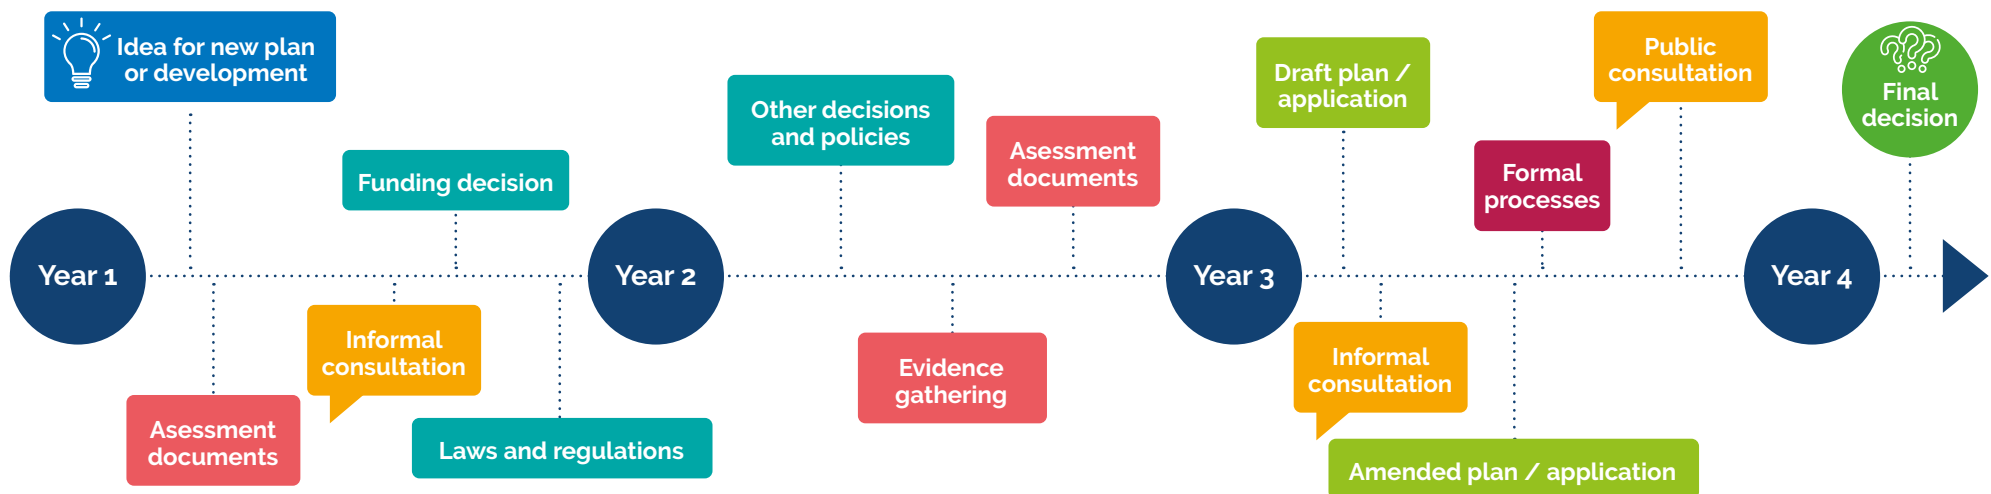 Idea for new plan
or development
Funding decision
Other decisions
and policies
Asessment
documents
Draft plan /
application
Formal
processes
Public
consultation
Final
decision
Year 1
Year 2
Year 3
Year 4
Asessment
documents
Informal
consultation
Laws and regulations
Evidence
gathering
Informal
consultation
Amended plan / application